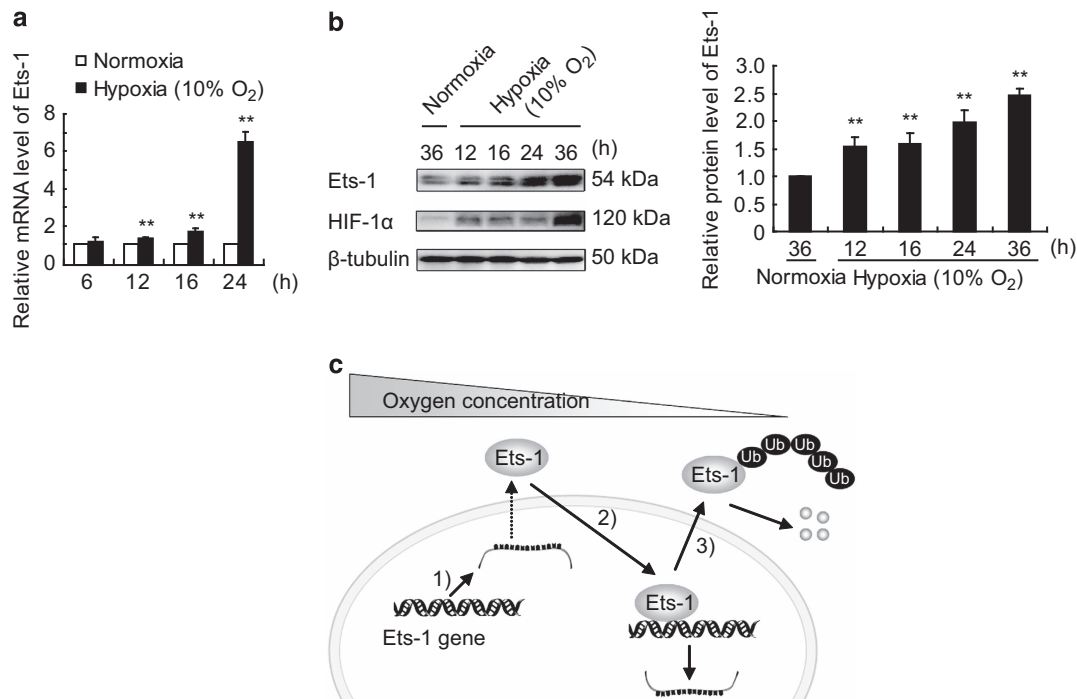 a
Relative mRNA level of Ets-1
Normoxia
Hypoxia (10% O2)
8
6
4
2
0
**
**
**
6 12 16 24 (h)
b
Normoxia
Hypoxia
(10% O2)
36 12 16 24 36 (h)
Ets-1 54 kDa
HIF-1α 120 kDa
β-tubulin 50 kDa
Relative protein level of Ets-1
3.0
2.5
2.0
1.5
1.0
0.5
0.0
**
**
**
**
36 12 16 24 36 (h)
Normoxia Hypoxia (10% O2)
c
Oxygen concentration
Ets-1
Ets-1
Ub
Ub
Ub
Ub
Ub
1)
2)
3)
Ets-1
Ets-1 gene